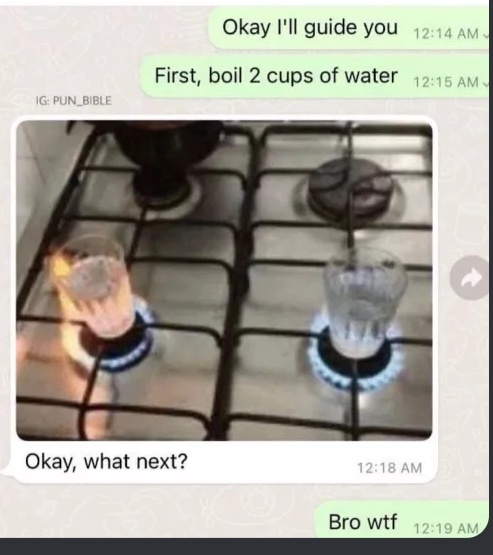 Okay I'll guide you 12:14 AM
First, boil 2 cups of water 12:15 AM
IG: PUN_BIBLE
Okay, what next? 12:18 AM
Bro wtf 12:19 AM